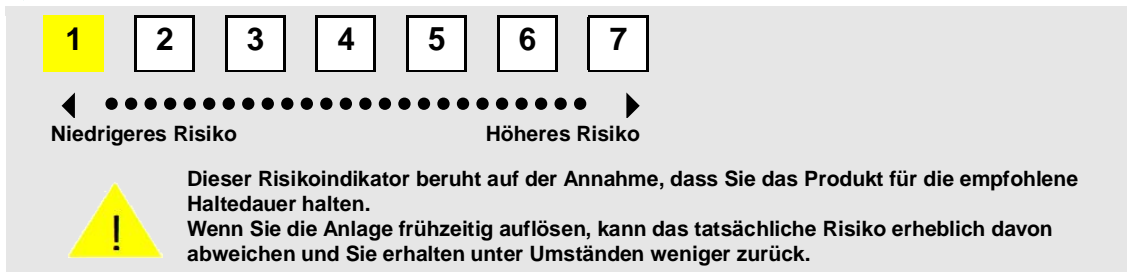 1 2 3 4 5 6 7
Niedrigeres Risiko Höheres Risiko
Dieser Risikoindikator beruht auf der Annahme, dass Sie das Produkt für die empfohlene
Haltedauer halten.
! Wenn Sie die Anlage frühzeitig auflösen, kann das tatsächliche Risiko erheblich davon
abweichen und Sie erhalten unter Umständen weniger zurück.